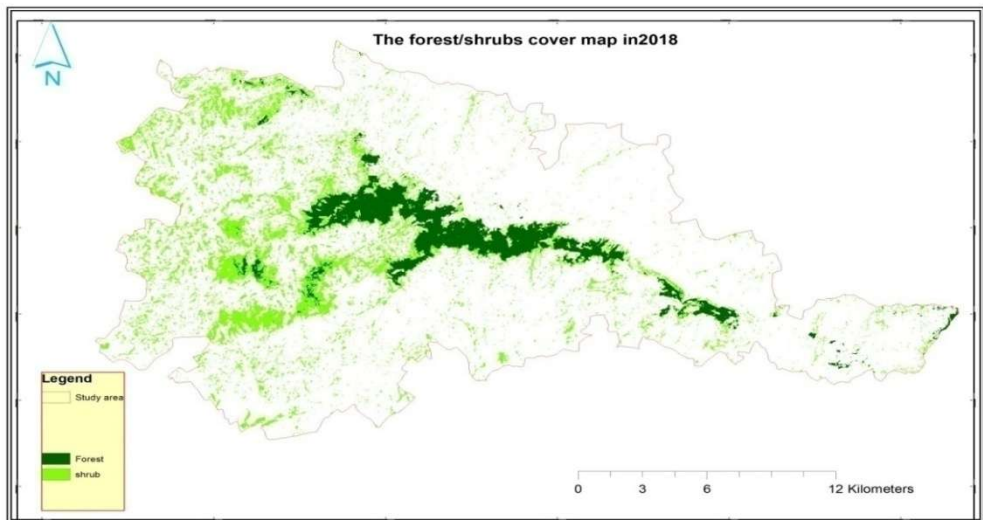 The forest/shrubs cover map in2018
N
Legend
Study area
Forest
shrub
0 3 6 12 Kilometers